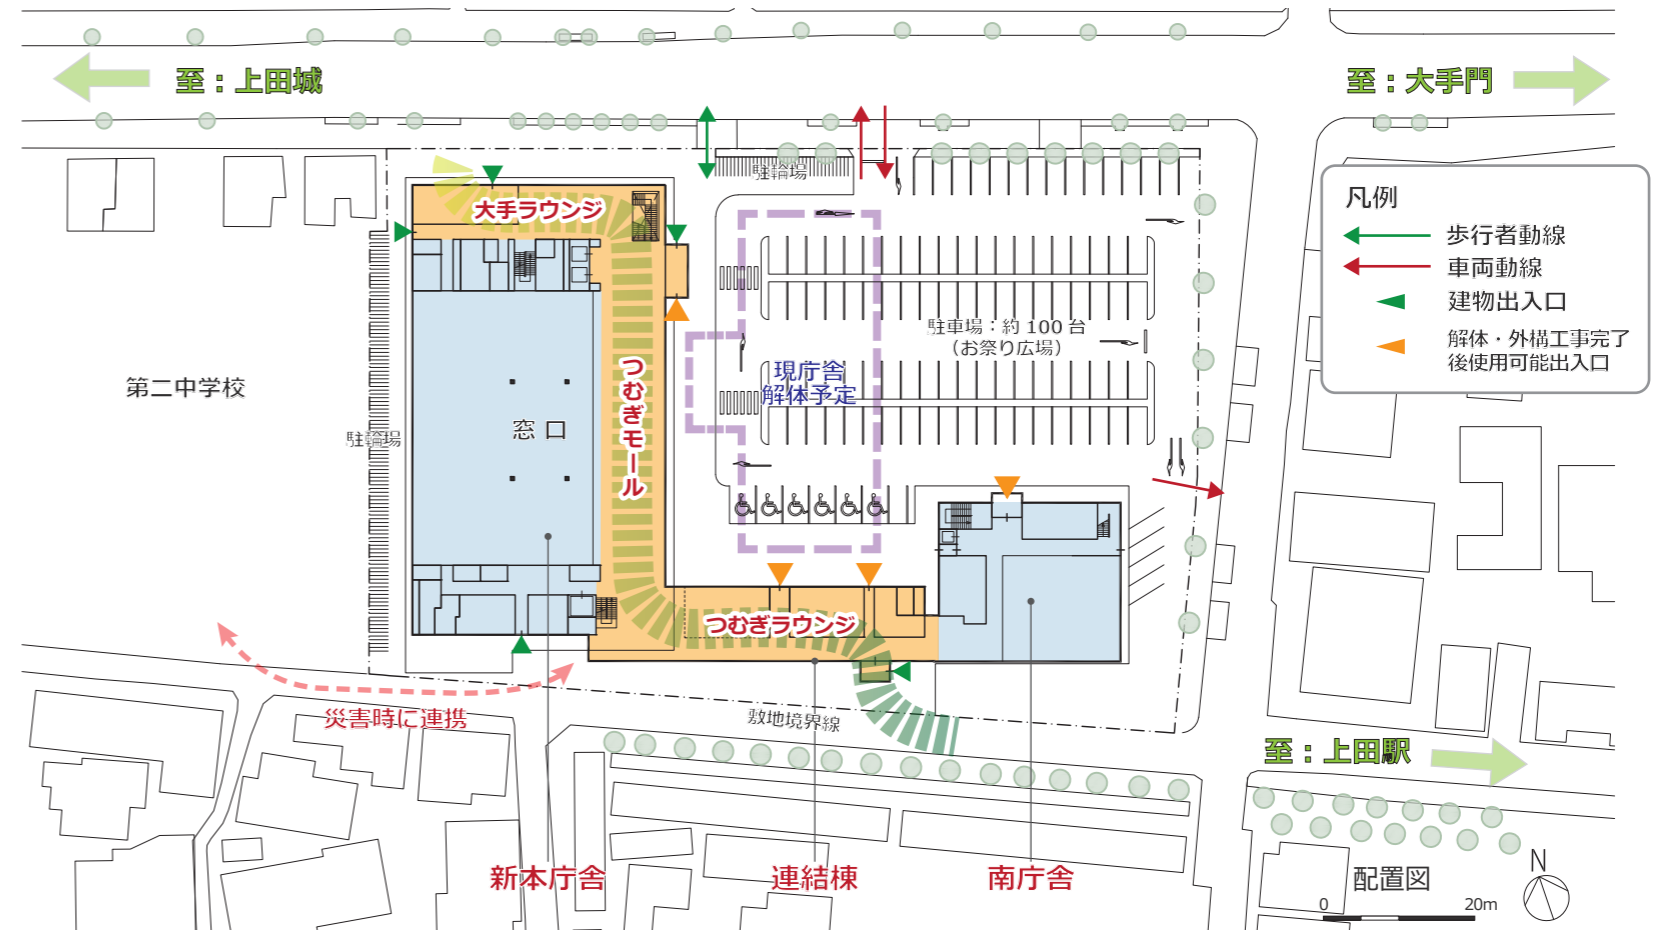 至：上田城
至：大手門
駐輪場
大手ラウンジ
凡例
歩行者動線
車両動線
建物出入口
解体・外構工事完了
後使用可能出入口
駐車場：約 100 台
（お祭り広場）
現庁舎
解体予定
つむぎモール
第二中学校
窓 口
駐輪場
つむぎラウンジ
災害時に連携
敷地境界線
至：上田駅
新本庁舎
連結棟
南庁舎
配置図
N
0
20m